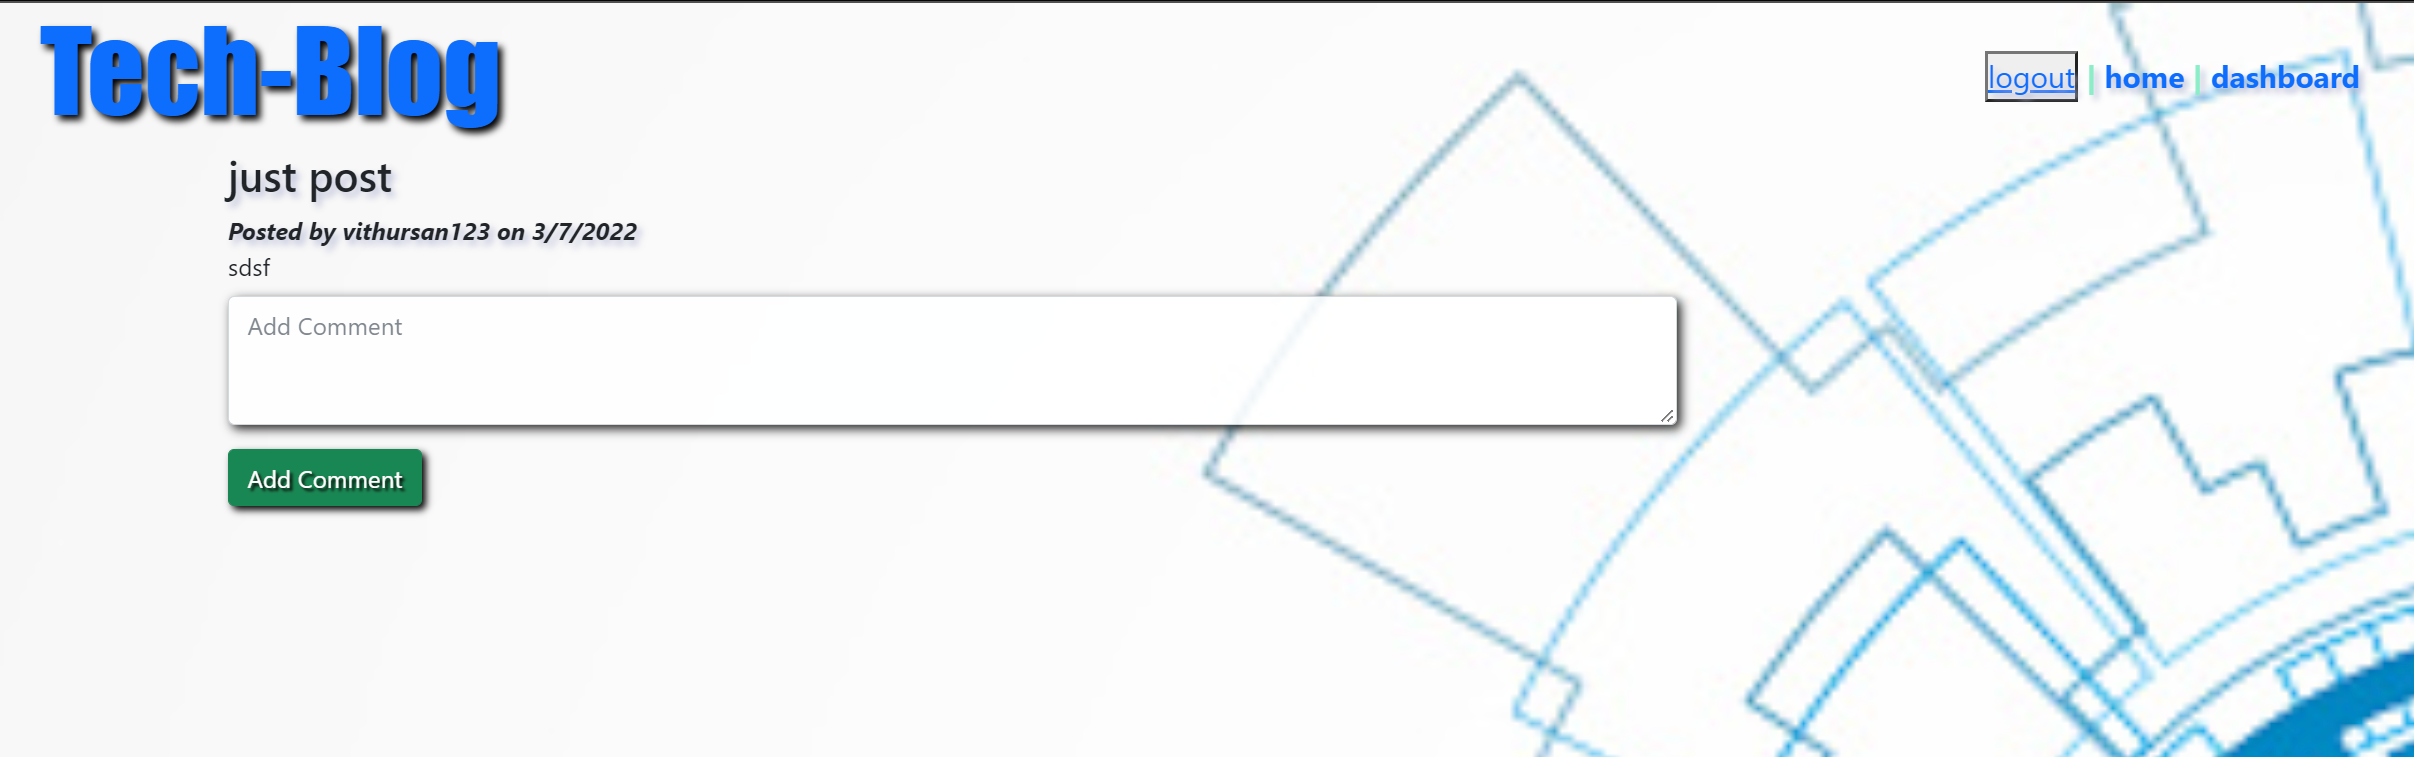 Tech-Blog
logout | home | dashboard
just post
Posted by vithursan123 on 3/7/2022
sdsf
Add Comment
Add Comment